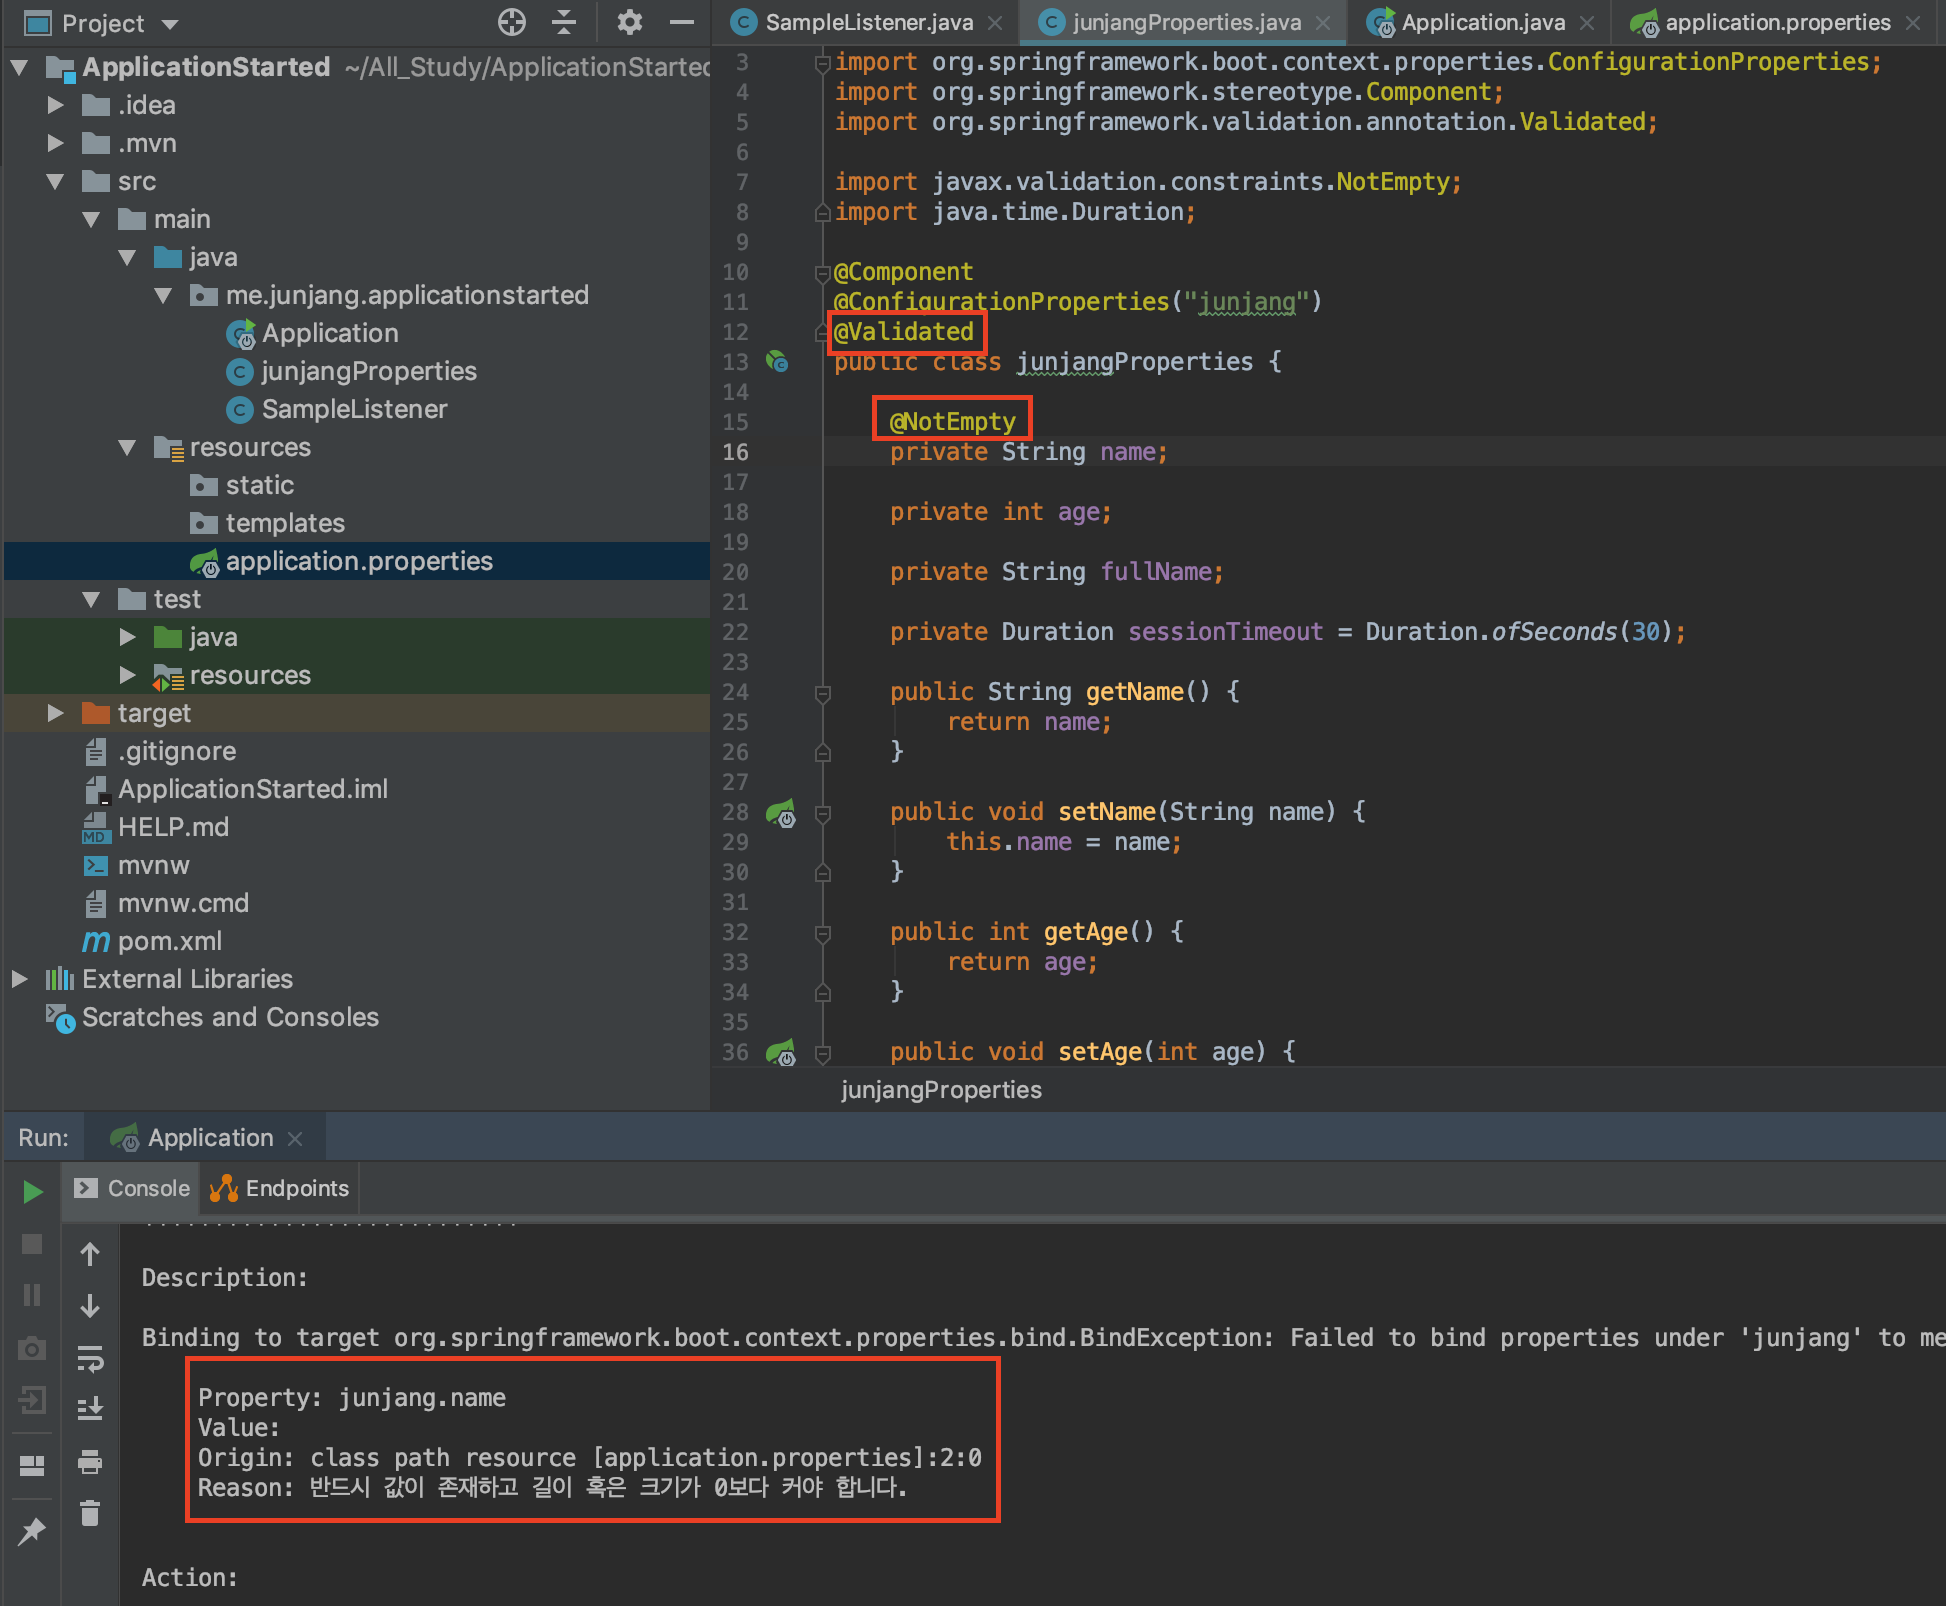 Project
ApplicationStarted ~/All_Study/ApplicationStarted
.idea
.mvn
src
main
java
me.junjang.applicationstarted
Application
junjangProperties
SampleListener
resources
static
templates
application.properties
test
java
resources
target
.gitignore
ApplicationStarted.iml
HELP.md
mvnw
mvnw.cmd
pom.xml
External Libraries
Scratches and Consoles
SampleListener.java
junjangProperties.java
Application.java
application.properties
3 import org.springframework.boot.context.properties.ConfigurationProperties;
4 import org.springframework.stereotype.Component;
5 import org.springframework.validation.annotation.Validated;
6
7 import javax.validation.constraints.NotEmpty;
8 import java.time.Duration;
9
10 @Component
11 @ConfigurationProperties("junjang")
12 @Validated
13 public class junjangProperties {
14
15 @NotEmpty
16 private String name;
17
18 private int age;
19
20 private String fullName;
21
22 private Duration sessionTimeout = Duration.ofSeconds(30);
23
24 public String getName() {
25 return name;
26 }
27
28 public void setName(String name) {
29 this.name = name;
30 }
31
32 public int getAge() {
33 return age;
34 }
35
36 public void setAge(int age) {
junjangProperties
Run: Application
Console Endpoints
Description:
Binding to target org.springframework.boot.context.properties.bind.BindException: Failed to bind properties under 'junjang' to me
Property: junjang.name
Value:
Origin: class path resource [application.properties]:2:0
Reason: 반드시 값이 존재하고 길이 혹은 크기가 0보다 커야 합니다.
Action: